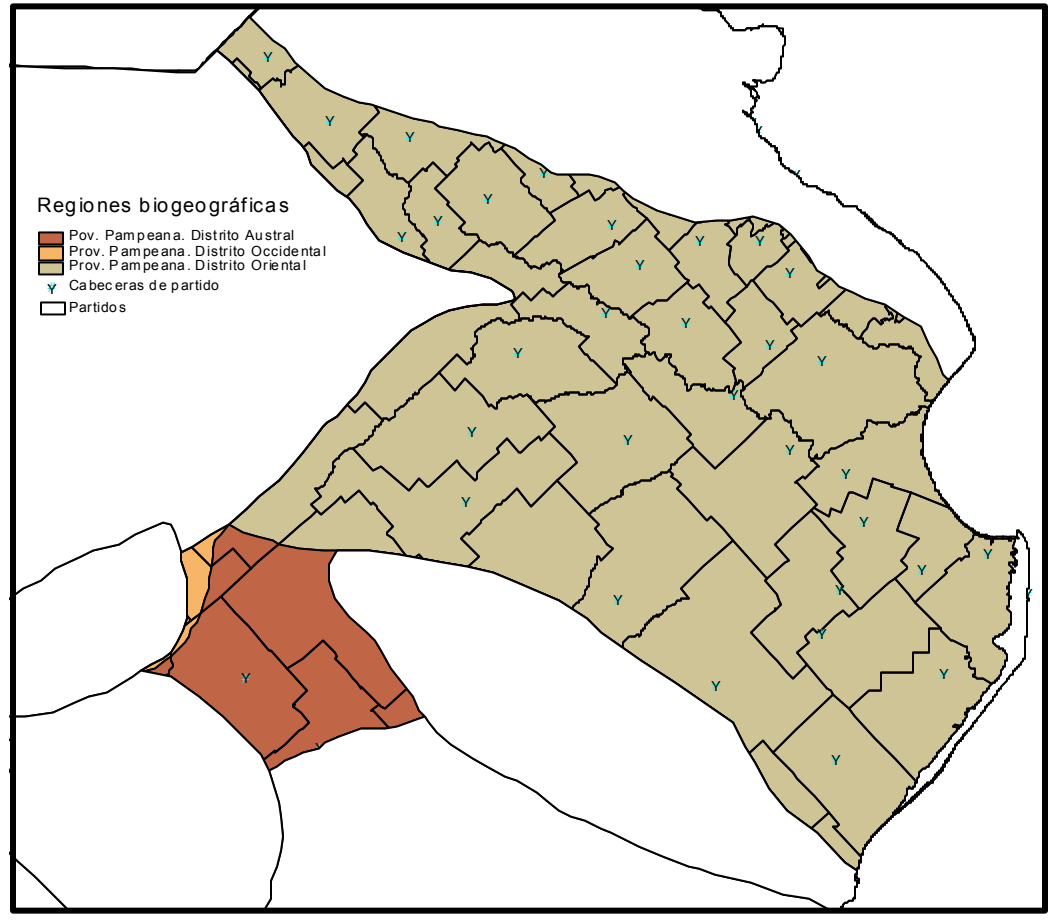 Regiones biogeográficas
Pov. Pampeana. Distrito Austral
Prov. Pampeana. Distrito Occidental
Prov. Pampeana. Distrito Oriental
Cabeceras de partido
Partidos